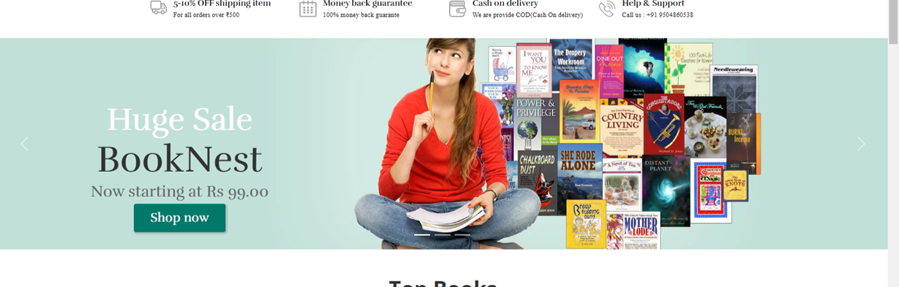 5-10% OFF shipping item
For all orders over ₹500
Money back guarantee
100% money back guarante
Cash on delivery
We are provide COD(Cash On delivery)
Help & Support
Call us : +91 9504860538
Huge Sale
BookNest
Now starting at Rs 99.00
Shop now
I WANT
YOU
TO KNOW
ME
The Drapery
Workroom
DINE OUT
Needleweaving
POWER &
PRIVILEGE
COUNTRY
LIVING
CHALKBOARD
DUST
SHE RODE
ALONE
DISTANT
PLANET
MOTHER
LODE
Top Books